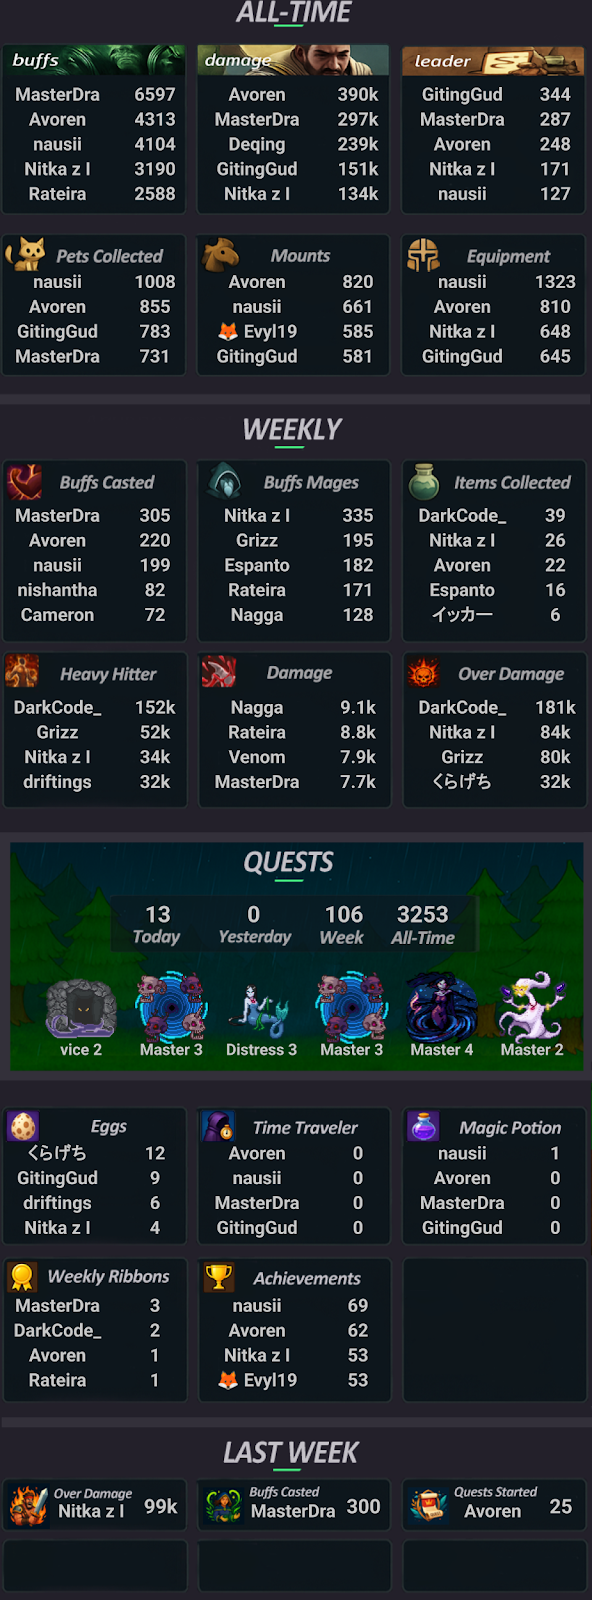 ALL-TIME
buffs
MasterDra 6597
Avoren 4313
nausii 4104
Nitka z I 3190
Rateira 2588
damage
Avoren 390k
MasterDra 297k
Deqing 239k
GitingGud 151k
Nitka z I 134k
leader
GitingGud 344
MasterDra 287
Avoren 248
Nitka z I 171
nausii 127
Pets Collected
nausii 1008
Avoren 855
GitingGud 783
MasterDra 731
Mounts
Avoren 820
nausii 661
🦊 Evyl19 585
GitingGud 581
Equipment
nausii 1323
Avoren 810
Nitka z I 648
GitingGud 645
WEEKLY
Buffs Casted
MasterDra 305
Avoren 220
nausii 199
nishantha 82
Cameron 72
Buffs Mages
Nitka z I 335
Grizz 195
Espanto 182
Rateira 171
Nagga 128
Items Collected
DarkCode_ 39
Nitka z I 26
Avoren 22
Espanto 16
イッカー 6
Heavy Hitter
DarkCode_ 152k
Grizz 52k
Nitka z I 34k
driftings 32k
Damage
Nagga 9.1k
Rateira 8.8k
Venom 7.9k
MasterDra 7.7k
Over Damage
DarkCode_ 181k
Nitka z I 84k
Grizz 80k
くらげち 32k
QUESTS
13 0 106 3253
Today Yesterday Week All-Time
vice 2 Master 3 Distress 3 Master 3 Master 4 Master 2
Eggs
くらげち 12
GitingGud 9
driftings 6
Nitka z I 4
Time Traveler
Avoren 0
nausii 0
MasterDra 0
GitingGud 0
Magic Potion
nausii 1
Avoren 0
MasterDra 0
GitingGud 0
Weekly Ribbons
MasterDra 3
DarkCode_ 2
Avoren 1
Rateira 1
Achievements
nausii 69
Avoren 62
Nitka z I 53
🦊 Evyl19 53
LAST WEEK
Over Damage
Nitka z I 99k
Buffs Casted
MasterDra 300
Quests Started
Avoren 25